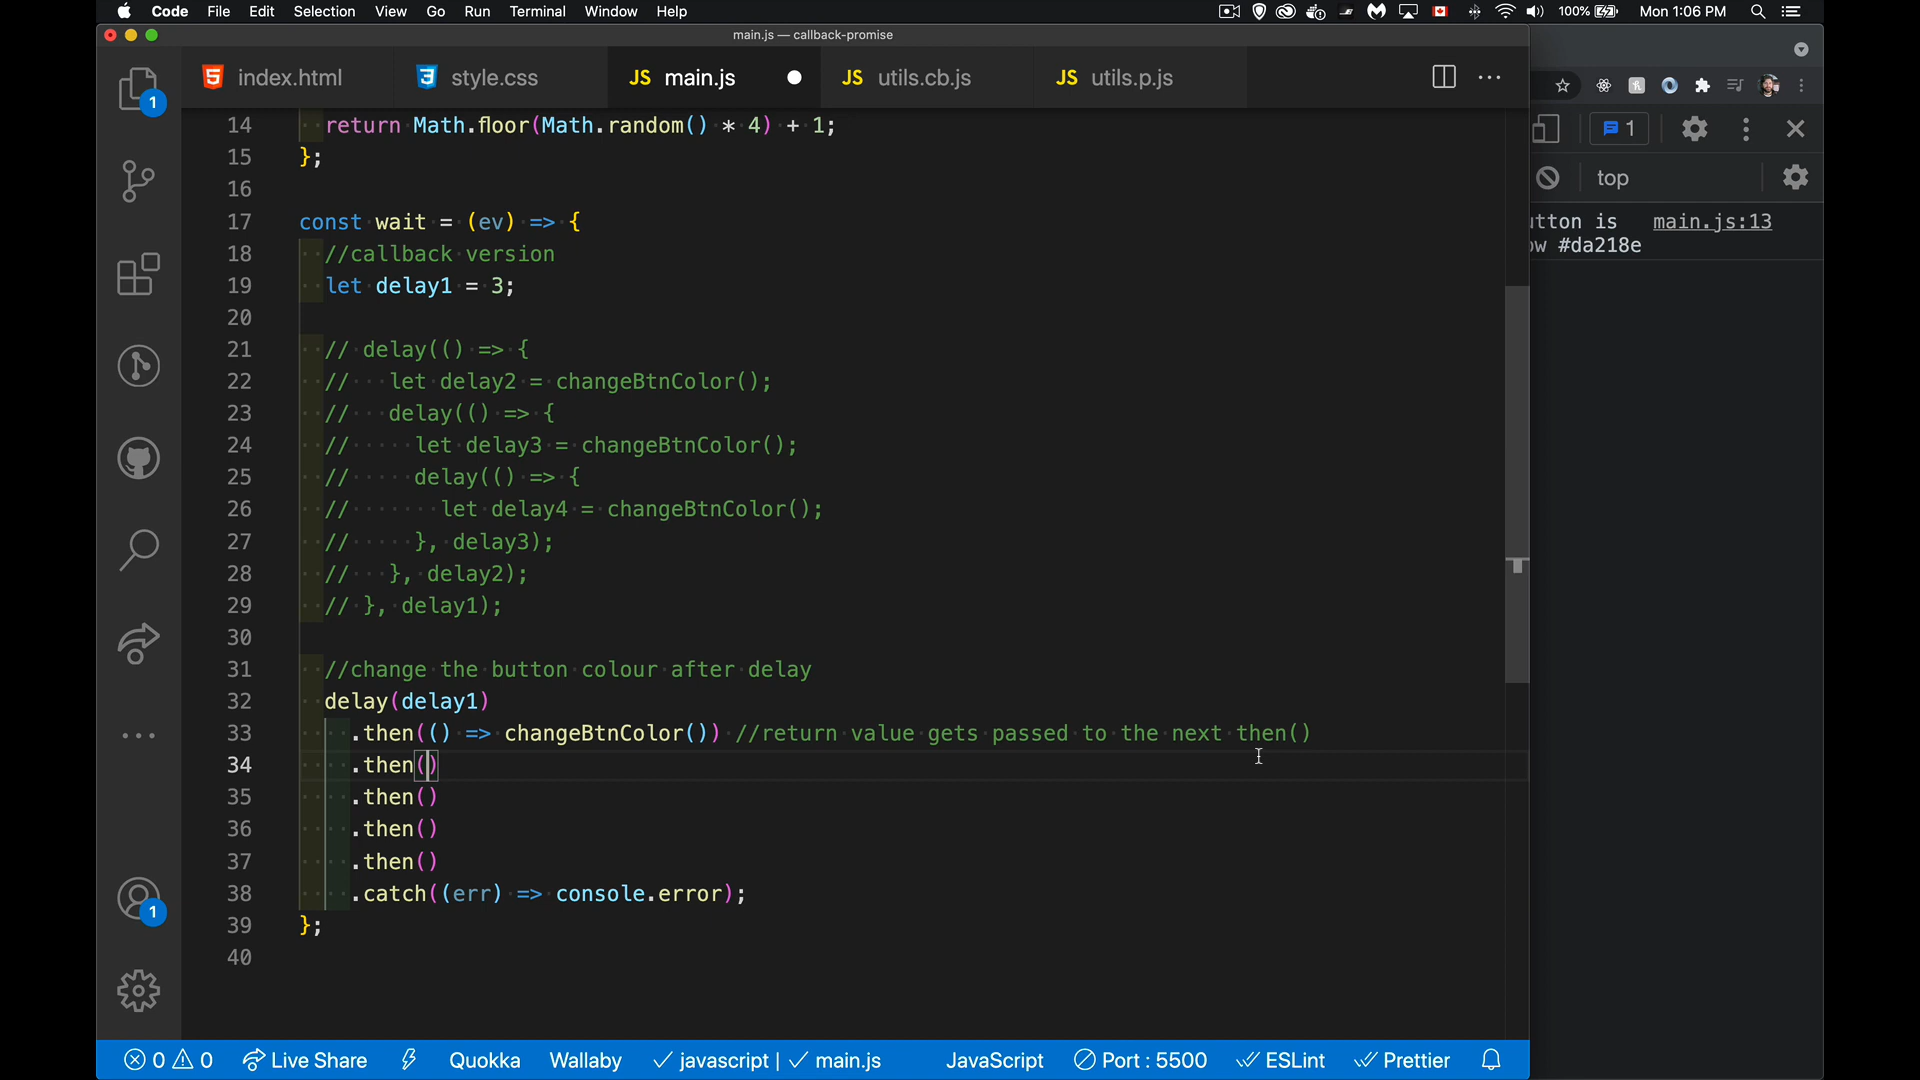 Code File Edit Selection View Go Run Terminal Window Help 100% Mon 1:06 PM
main.js — callback-promise
index.html style.css JS main.js JS utils.cb.js JS utils.p.js
14 return Math.floor(Math.random() * 4) + 1;
15 };
16
17 const wait = (ev) => {
18 //callback version
19 let delay1 = 3;
20
21 // delay(() => {
22 // let delay2 = changeBtnColor();
23 // delay(() => {
24 // let delay3 = changeBtnColor();
25 // delay(() => {
26 // let delay4 = changeBtnColor();
27 // }, delay3);
28 // }, delay2);
29 // }, delay1);
30
31 //change the button colour after delay
32 delay(delay1)
33 .then(() => changeBtnColor()) //return value gets passed to the next then()
34 .then()
35 .then()
36 .then()
37 .then()
38 .catch((err) => console.error);
39 };
40
1
1
1
top
utton is main.js:13
ow #da218e
0 0 Live Share Quokka Wallaby javascript | main.js JavaScript Port : 5500 ESLint Prettier